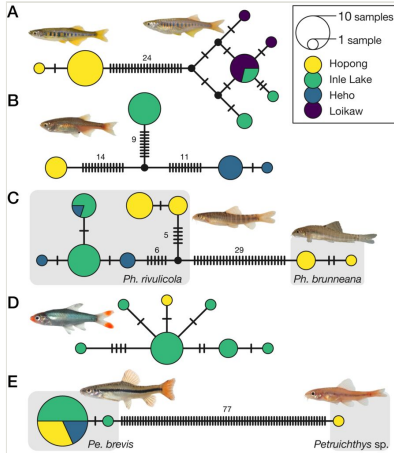 A
24
10 samples
1 sample
Hopong
Inle Lake
Heho
Loikaw
B
9
14
11
C
5
6
29
Ph. rivulicola
Ph. brunneana
D
E
77
Pe. brevis
Petruichthys sp.